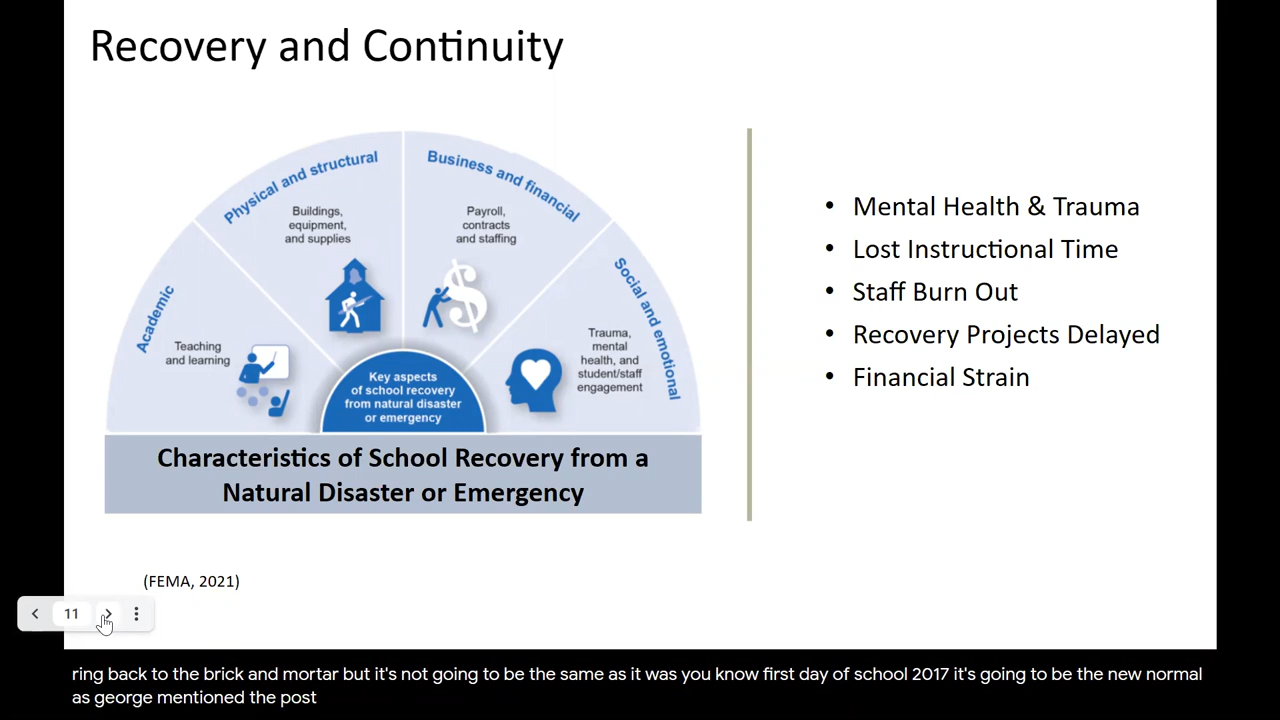 Recovery and Continuity
Physical and structural
Business and financial
Buildings,
equipment,
and supplies
Payroll,
contracts
and staffing
Academic
Teaching
and learning
Social and emotional
Trauma,
mental
health, and
student/staff
engagement
Key aspects
of school recovery
from natural disaster
or emergency
Characteristics of School Recovery from a
Natural Disaster or Emergency
(FEMA, 2021)
• Mental Health & Trauma
• Lost Instructional Time
• Staff Burn Out
• Recovery Projects Delayed
• Financial Strain
11
ring back to the brick and mortar but it's not going to be the same as it was you know first day of school 2017 it's going to be the new normal
as george mentioned the post